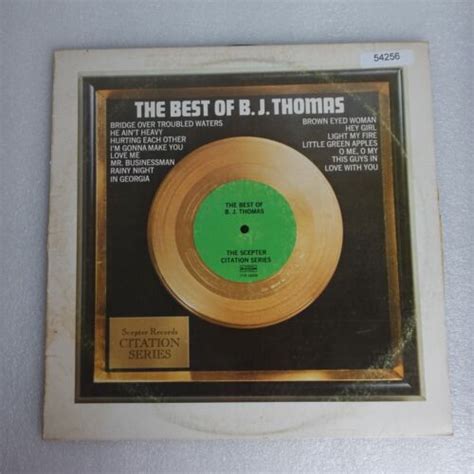 54256
THE BEST OF B. J. THOMAS
BRIDGE OVER TROUBLED WATERS
HE AIN'T HEAVY
HURTING EACH OTHER
I'M GONNA MAKE YOU
LOVE ME
MR. BUSINESSMAN
RAINY NIGHT
IN GEORGIA
BROWN EYED WOMAN
HEY GIRL
LIGHT MY FIRE
LITTLE GREEN APPLES
O ME, O MY
THIS GUYS IN
LOVE WITH YOU
THE BEST OF
B. J. THOMAS
THE SCEPTER
CITATION SERIES
Scepter Records
CITATION
SERIES